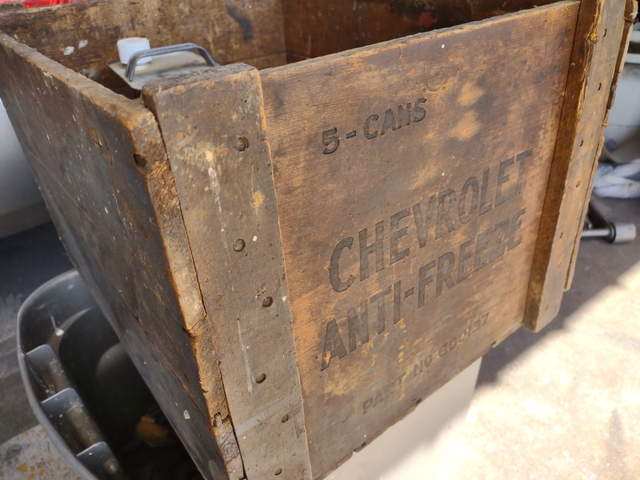 5-CANS
CHEVROLET
ANTI-FREEZE
PART NO.